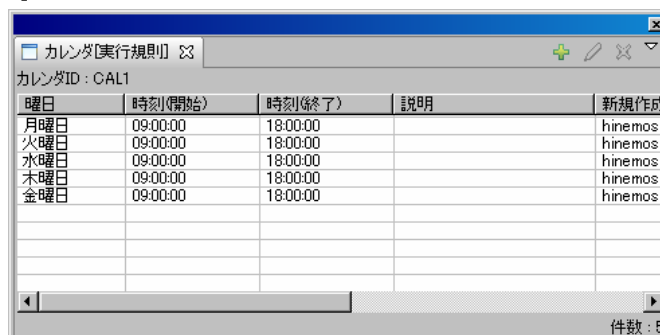 カレンダ[実行規則]
カレンダID : CAL1
曜日 時刻(開始) 時刻(終了) 説明 新規作成
月曜日 09:00:00 18:00:00 hinemos
火曜日 09:00:00 18:00:00 hinemos
水曜日 09:00:00 18:00:00 hinemos
木曜日 09:00:00 18:00:00 hinemos
金曜日 09:00:00 18:00:00 hinemos
件数 : 5